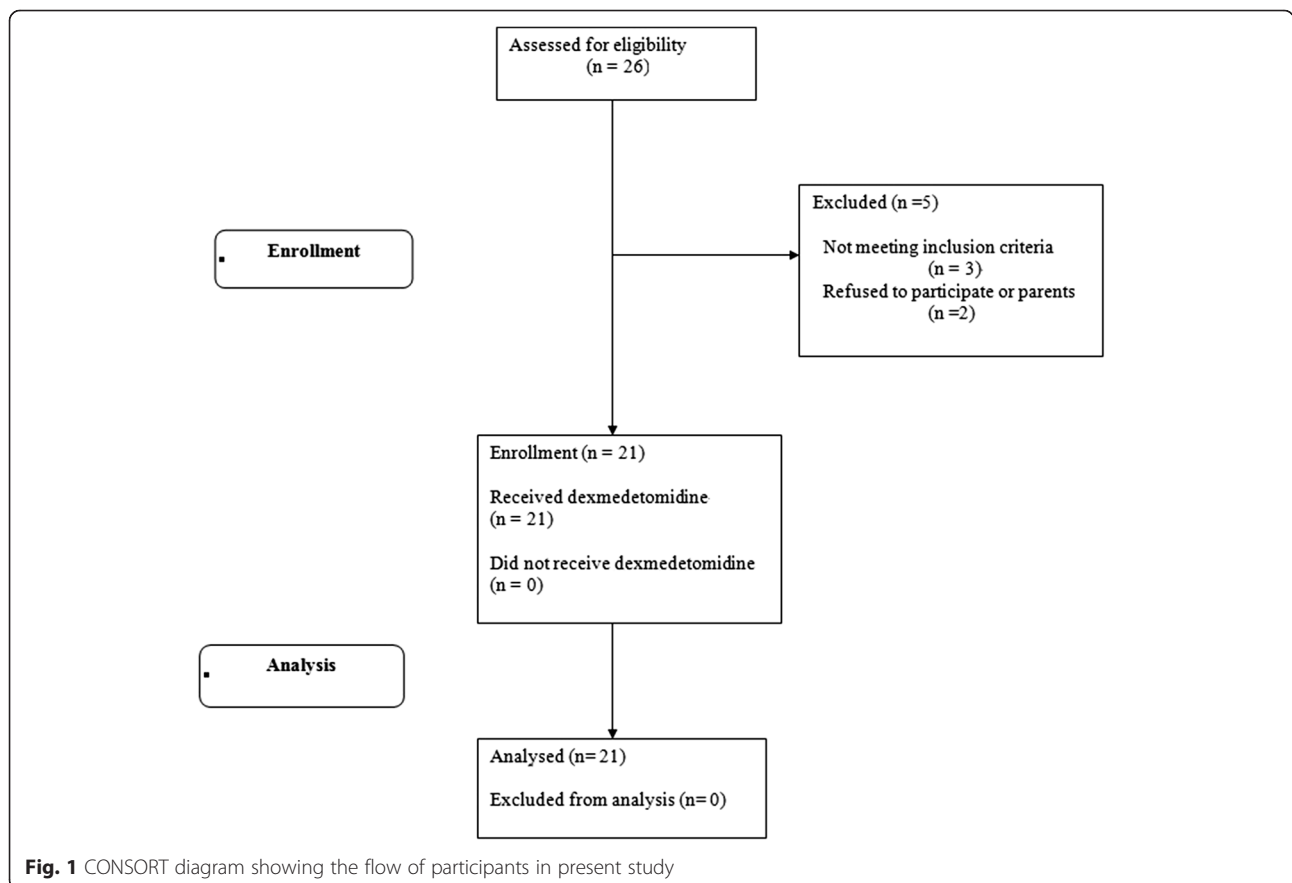 Assessed for eligibility
(n = 26)
Excluded (n =5)
Not meeting inclusion criteria
(n = 3)
Refused to participate or parents
(n =2)
Enrollment
Enrollment (n = 21)
Received dexmedetomidine
(n = 21)
Did not receive dexmedetomidine
(n = 0)
Analysis
Analysed (n= 21)
Excluded from analysis (n= 0)
Fig. 1 CONSORT diagram showing the flow of participants in present study